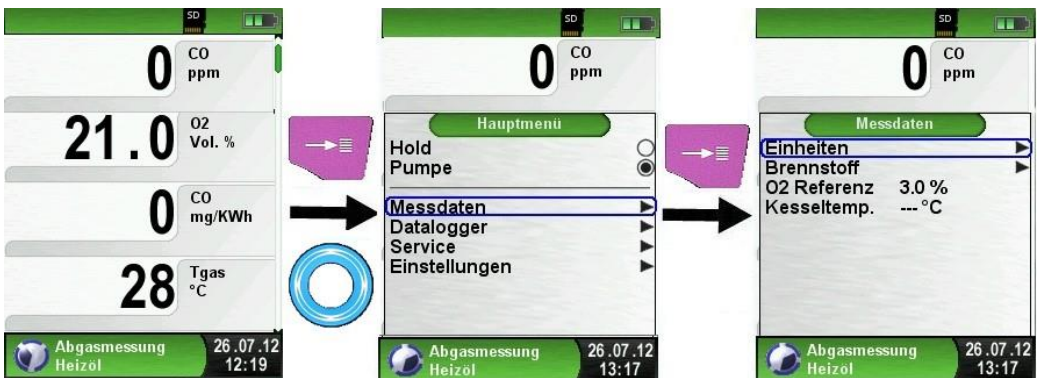 SD
0 CO
ppm
21.0 O2
Vol. %
0 CO
mg/KWh
28 Tgas
°C
Abgasmessung 26.07.12
Heizöl 12:19
SD
0 CO
ppm
Hauptmenü
Hold
Pumpe
Messdaten
Datalogger
Service
Einstellungen
Abgasmessung 26.07.12
Heizöl 13:17
SD
0 CO
ppm
Messdaten
Einheiten
Brennstoff
O2 Referenz 3.0 %
Kesseltemp. --- °C
Abgasmessung 26.07.12
Heizöl 13:17